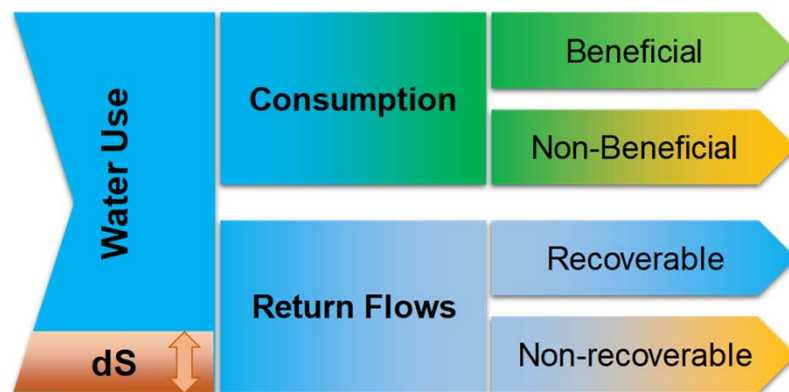 Water Use
dS
Consumption
Beneficial
Non-Beneficial
Return Flows
Recoverable
Non-recoverable